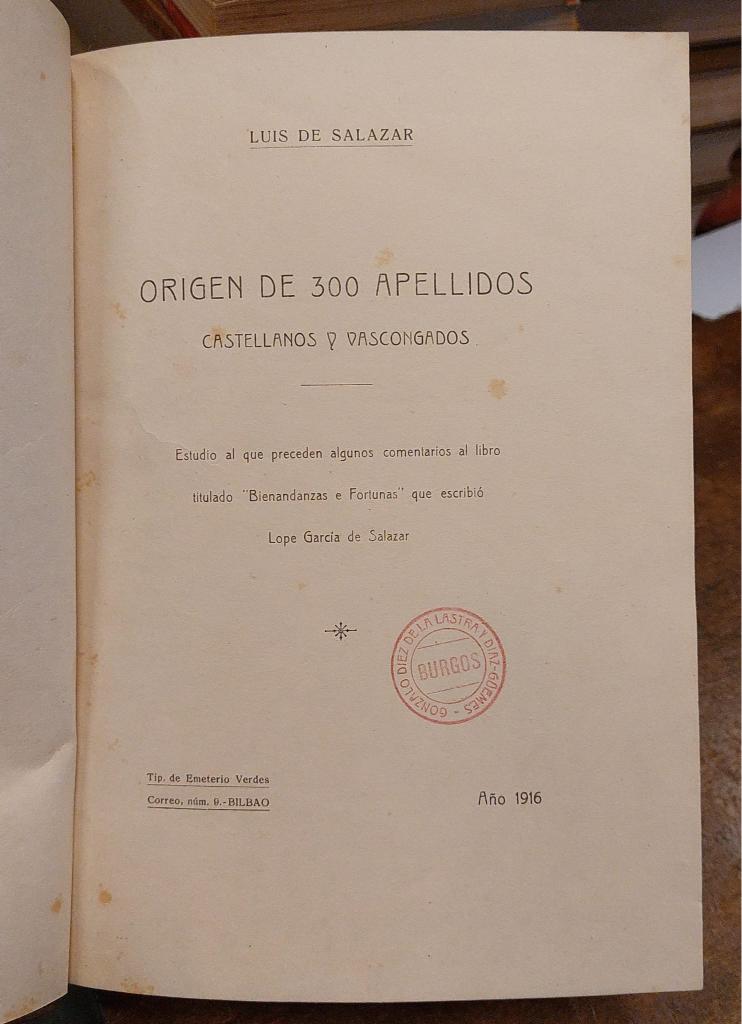 LUIS DE SALAZAR
ORIGEN DE 300 APELLIDOS
CASTELLANOS Y VASCONGADOS
Estudio al que preceden algunos comentarios al libro
titulado "Bienandanzas e Fortunas" que escribió
Lope García de Salazar
GONZALO DIEZ DE LA LASTRA Y DIAZ-GÜEMES -
BURGOS
Tip. de Emeterio Verdes
Correo, núm. 9.-BILBAO
Año 1916